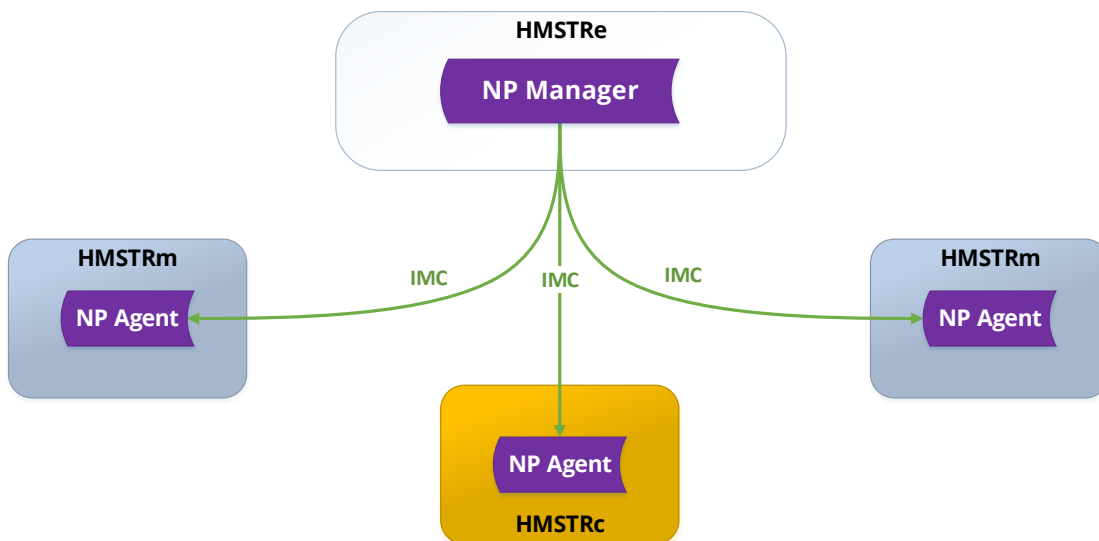 HMSTRe
NP Manager
HMSTRm
NP Agent
IMC
IMC
IMC
HMSTRm
NP Agent
NP Agent
HMSTRc